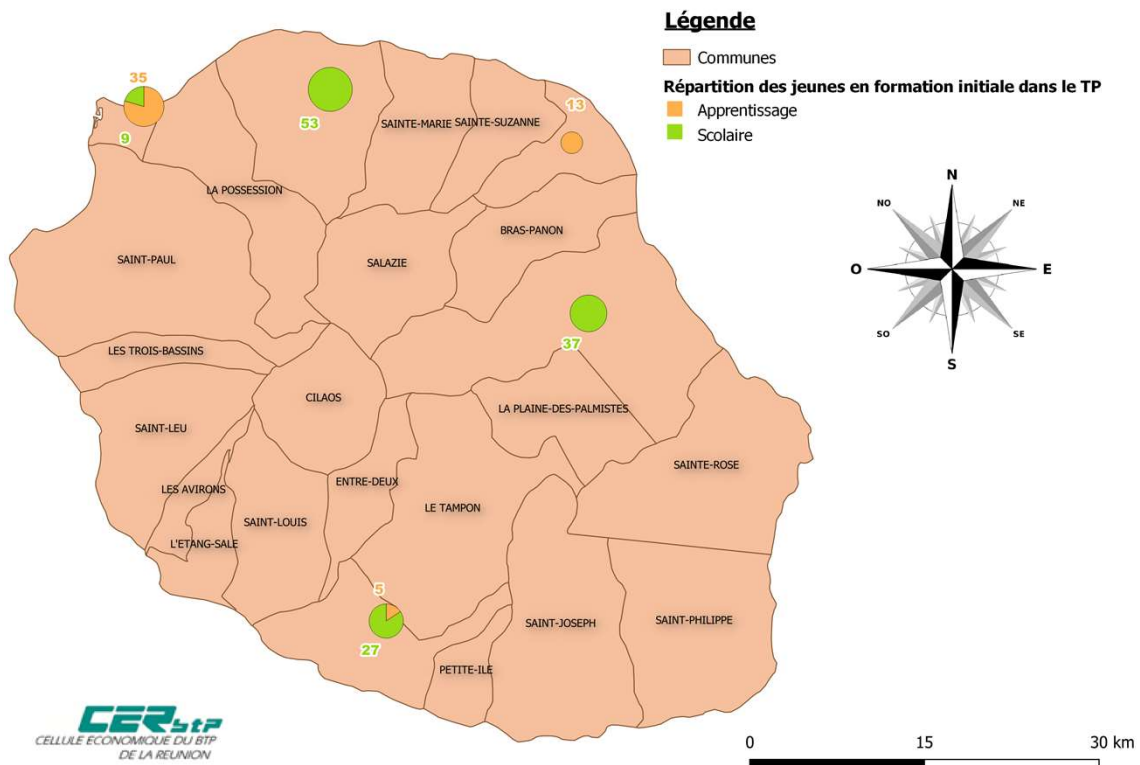 Légende
Communes
Répartition des jeunes en formation initiale dans le TP
Apprentissage
Scolaire
35
9
53
13
SAINTE-MARIE
SAINTE-SUZANNE
LA POSSESSION
BRAS-PANON
SAINT-PAUL
SALAZIE
37
LES TROIS-BASSINS
CILAOS
LA PLAINE-DES-PALMISTES
SAINT-LEU
SAINTE-ROSE
ENTRE-DEUX
LES AVIRONS
LE TAMPON
SAINT-LOUIS
L'ETANG-SALE
5
27
SAINT-JOSEPH
SAINT-PHILIPPE
PETITE-ILE
N
NO
NE
O
E
SO
SE
S
CERbtp
CELLULE ECONOMIQUE DU BTP
DE LA REUNION
0 15 30 km